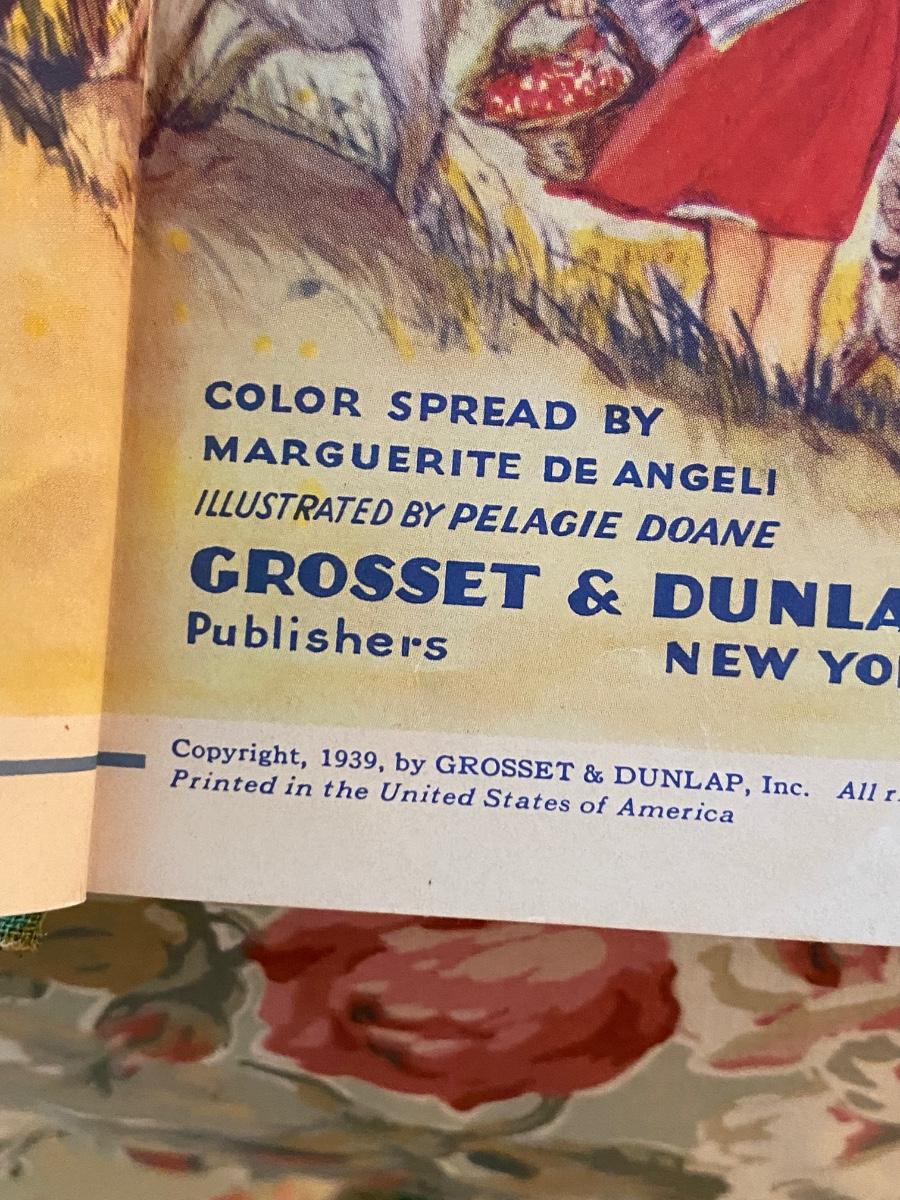 COLOR SPREAD BY
MARGUERITE DE ANGELI
ILLUSTRATED BY PELAGIE DOANE
GROSSET & DUNLA
Publishers NEW YO
Copyright, 1939, by GROSSET & DUNLAP, Inc. All r
Printed in the United States of America